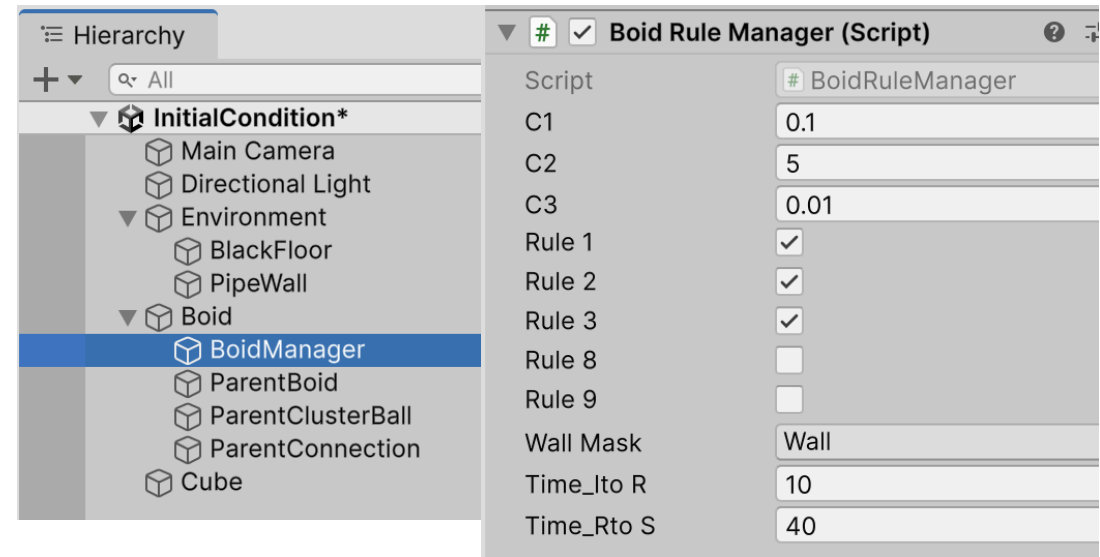 Hierarchy
All
InitialCondition*
Main Camera
Directional Light
Environment
BlackFloor
PipeWall
Boid
BoidManager
ParentBoid
ParentClusterBall
ParentConnection
Cube
# Boid Rule Manager (Script)
Script # BoidRuleManager
C1 0.1
C2 5
C3 0.01
Rule 1
Rule 2
Rule 3
Rule 8
Rule 9
Wall Mask Wall
Time_Ito R 10
Time_Rto S 40